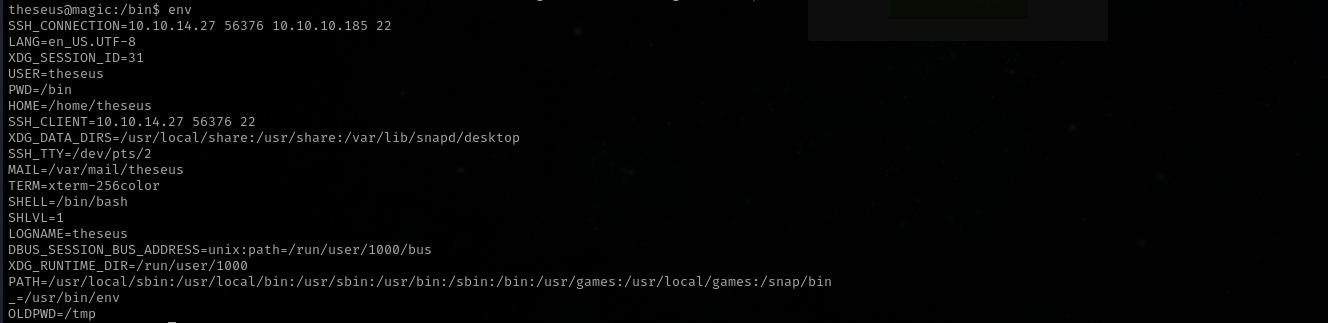 theseus@magic:/bin$ env
SSH_CONNECTION=10.10.14.27 56376 10.10.10.185 22
LANG=en_US.UTF-8
XDG_SESSION_ID=31
USER=theseus
PWD=/bin
HOME=/home/theseus
SSH_CLIENT=10.10.14.27 56376 22
XDG_DATA_DIRS=/usr/local/share:/usr/share:/var/lib/snapd/desktop
SSH_TTY=/dev/pts/2
MAIL=/var/mail/theseus
TERM=xterm-256color
SHELL=/bin/bash
SHLVL=1
LOGNAME=theseus
DBUS_SESSION_BUS_ADDRESS=unix:path=/run/user/1000/bus
XDG_RUNTIME_DIR=/run/user/1000
PATH=/usr/local/sbin:/usr/local/bin:/usr/sbin:/usr/bin:/sbin:/bin:/usr/games:/usr/local/games:/snap/bin
_=/usr/bin/env
OLDPWD=/tmp